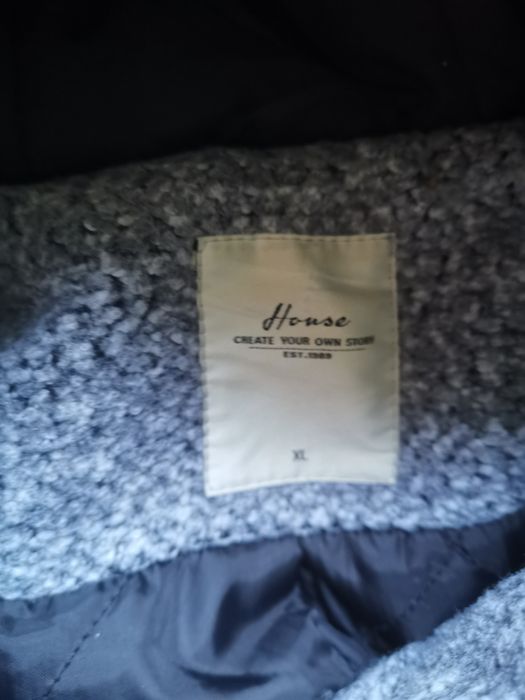 House
CREATE YOUR OWN STORY
EST.1989
XL